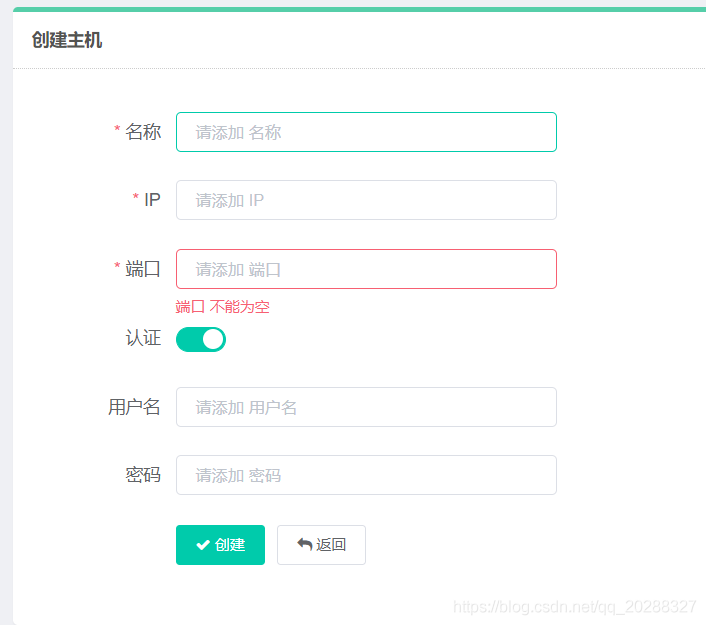 创建主机
* 名称 请添加 名称
* IP 请添加 IP
* 端口 请添加 端口
端口 不能为空
认证
用户名 请添加 用户名
密码 请添加 密码
创建 返回
https://blog.csdn.net/qq_20288327